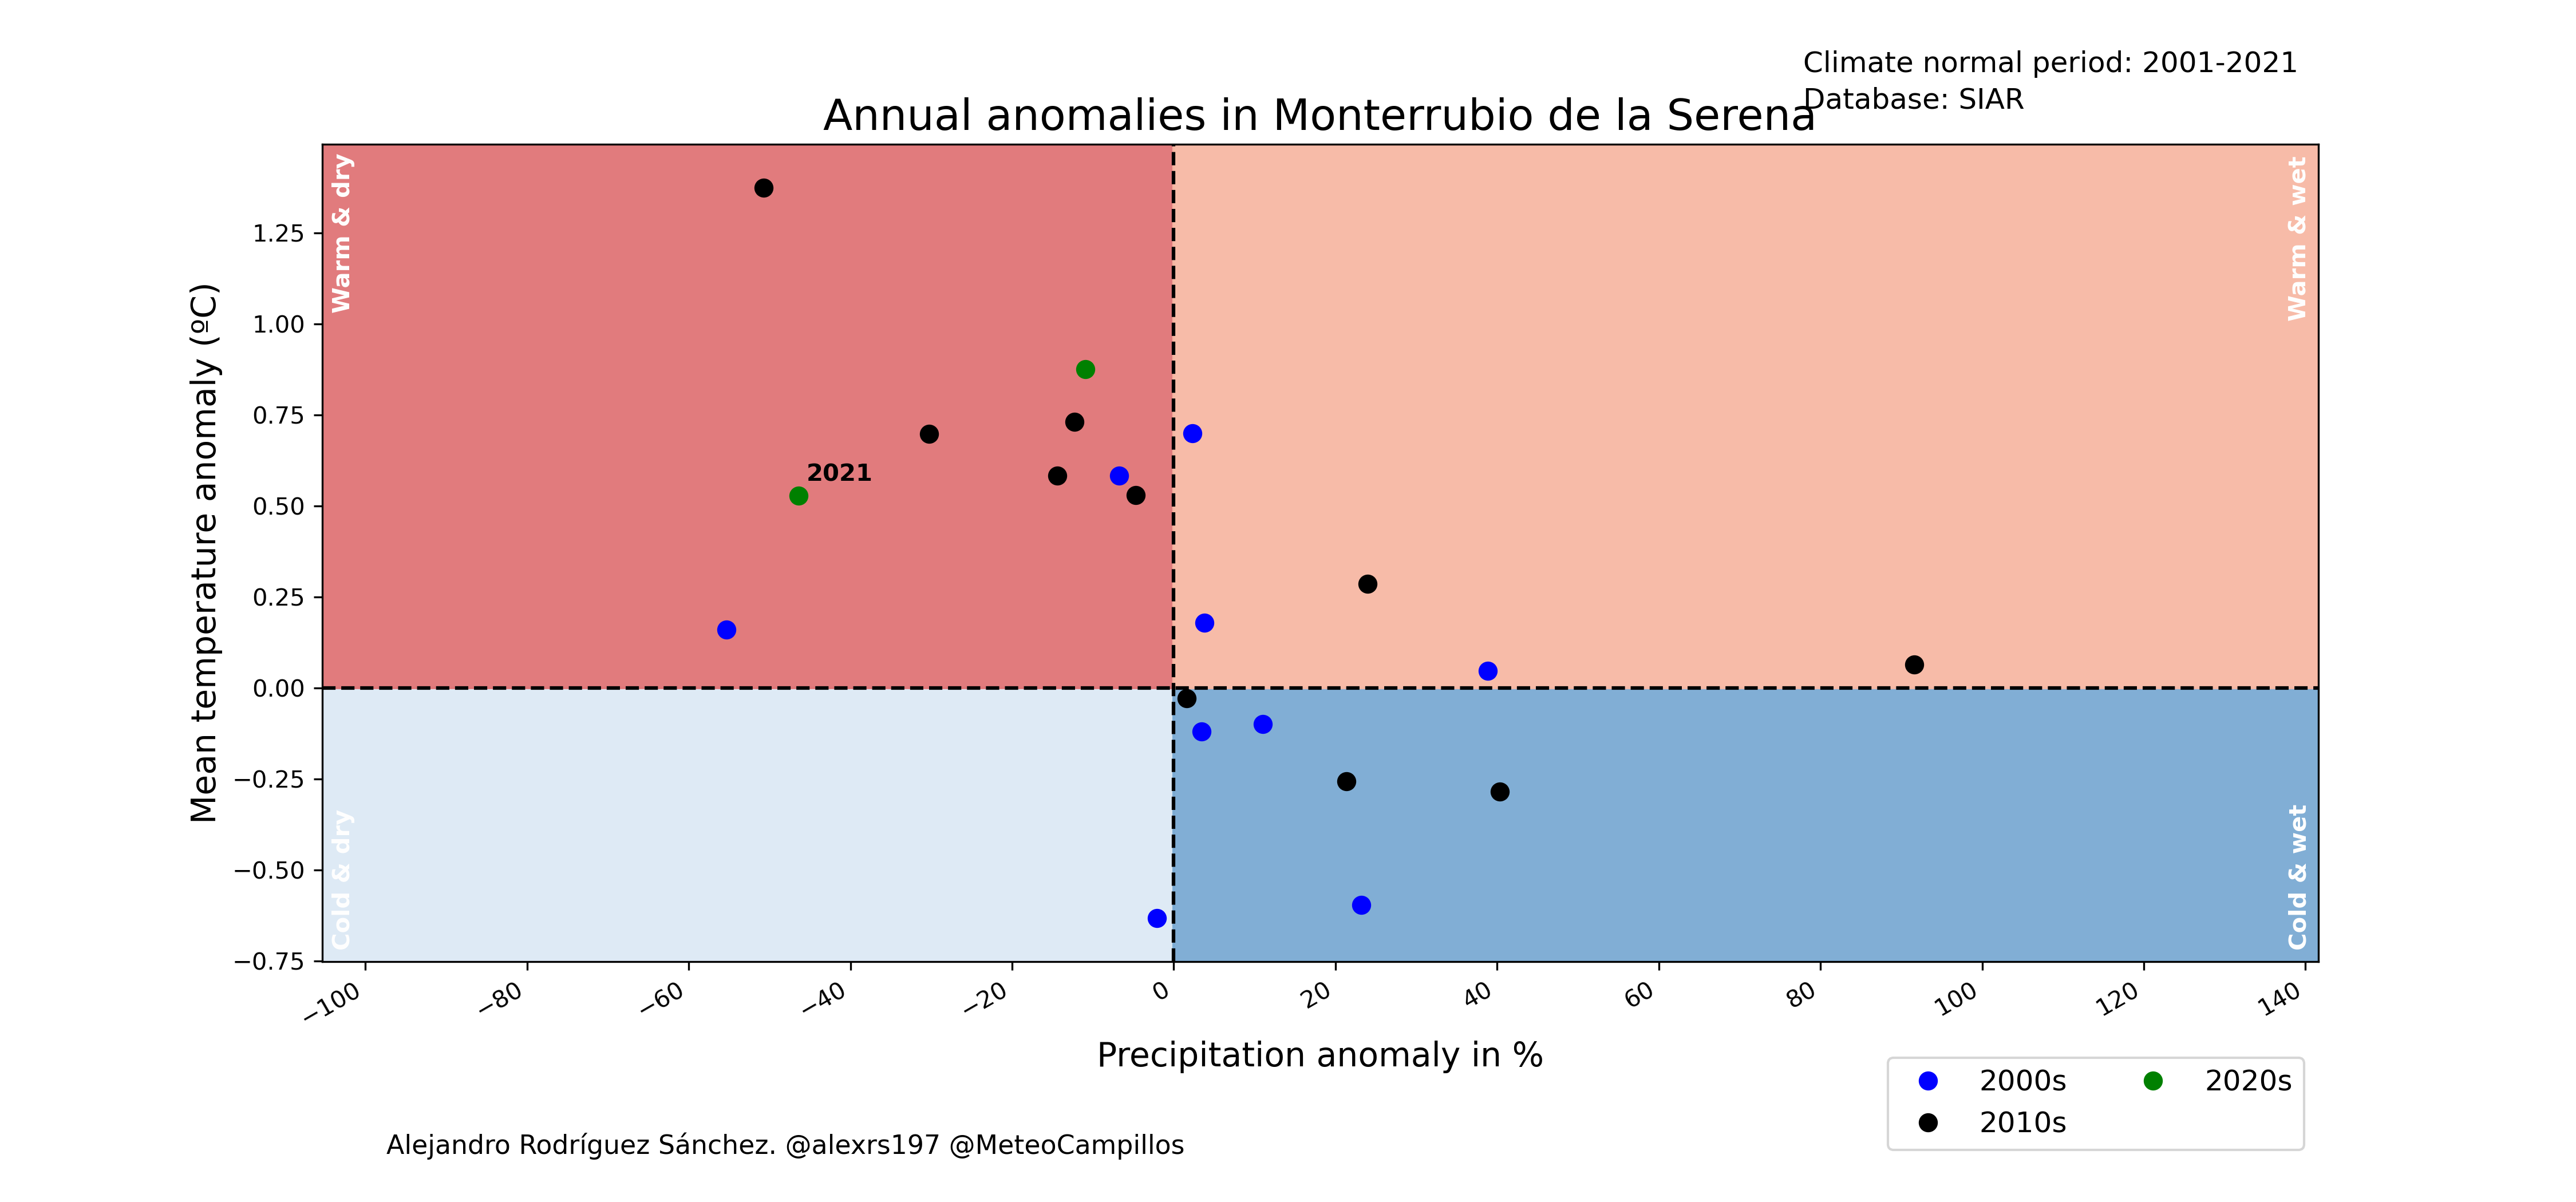 Climate normal period: 2001-2021
Database: SIAR
Annual anomalies in Monterrubio de la Serena
Warm & dry
Warm & wet
Mean temperature anomaly (ºC)
1.25
1.00
0.75
0.50
0.25
0.00
−0.25
−0.50
−0.75
2021
Cold & dry
Cold & wet
−100
−80
−60
−40
−20
0
20
40
60
80
100
120
140
Precipitation anomaly in %
2000s
2020s
2010s
Alejandro Rodríguez Sánchez. @alexrs197 @MeteoCampillos